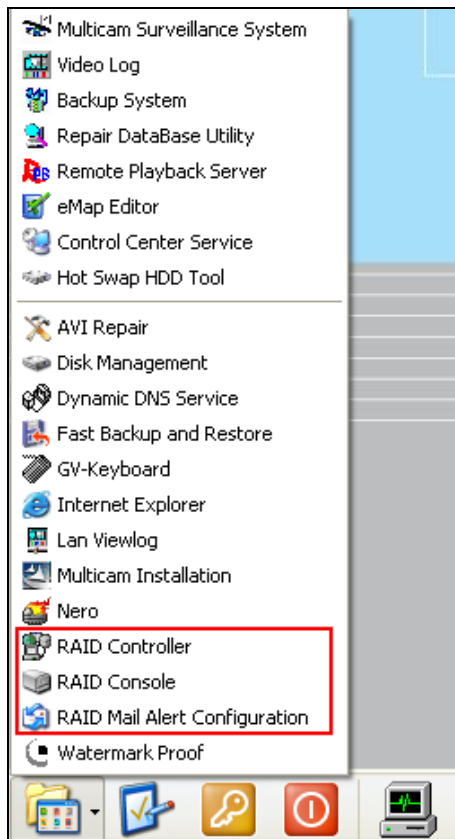 Multicam Surveillance System
Video Log
Backup System
Repair DataBase Utility
Remote Playback Server
eMap Editor
Control Center Service
Hot Swap HDD Tool
AVI Repair
Disk Management
Dynamic DNS Service
Fast Backup and Restore
GV-Keyboard
Internet Explorer
Lan Viewlog
Multicam Installation
Nero
RAID Controller
RAID Console
RAID Mail Alert Configuration
Watermark Proof